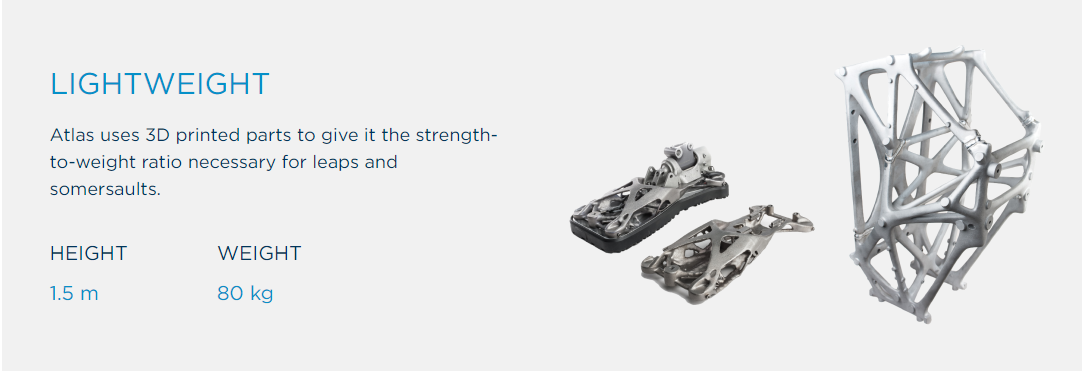 LIGHTWEIGHT
Atlas uses 3D printed parts to give it the strength-
to-weight ratio necessary for leaps and
somersaults.
HEIGHT WEIGHT
1.5 m 80 kg